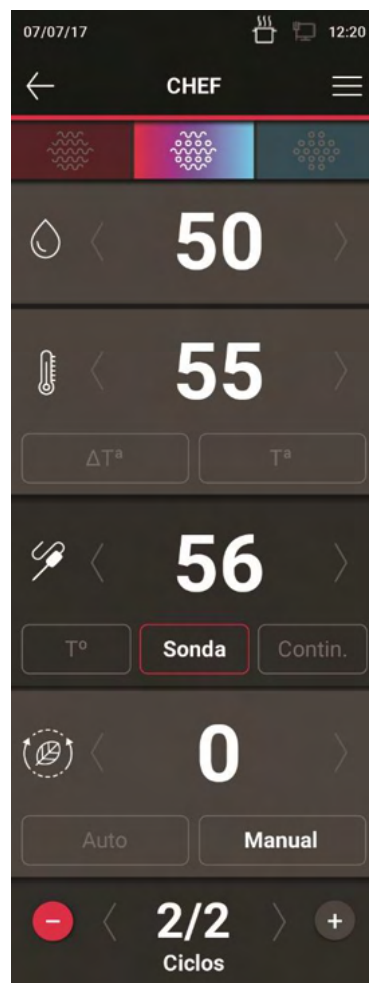 07/07/17 12:20
CHEF
50
55
ΔTª Tª
56
Tº Sonda Contin.
0
Auto Manual
2/2
Ciclos